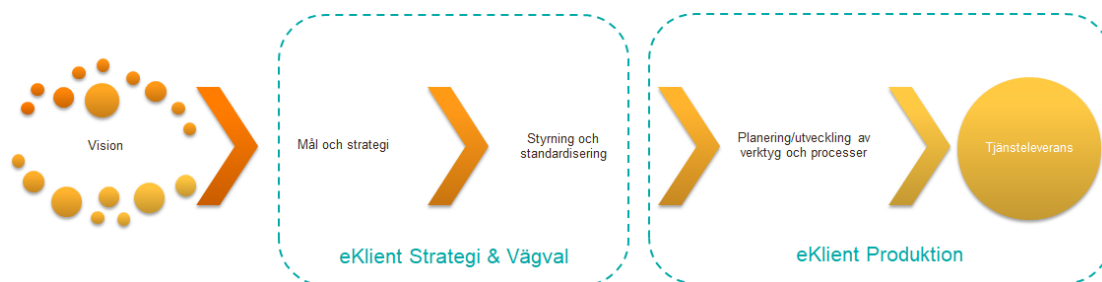 Vision
Mål och strategi
Styrning och
standardisering
Planering/utveckling av
verktyg och processer
Tjänsteleverans
eKlient Strategi & Vägval
eKlient Produktion